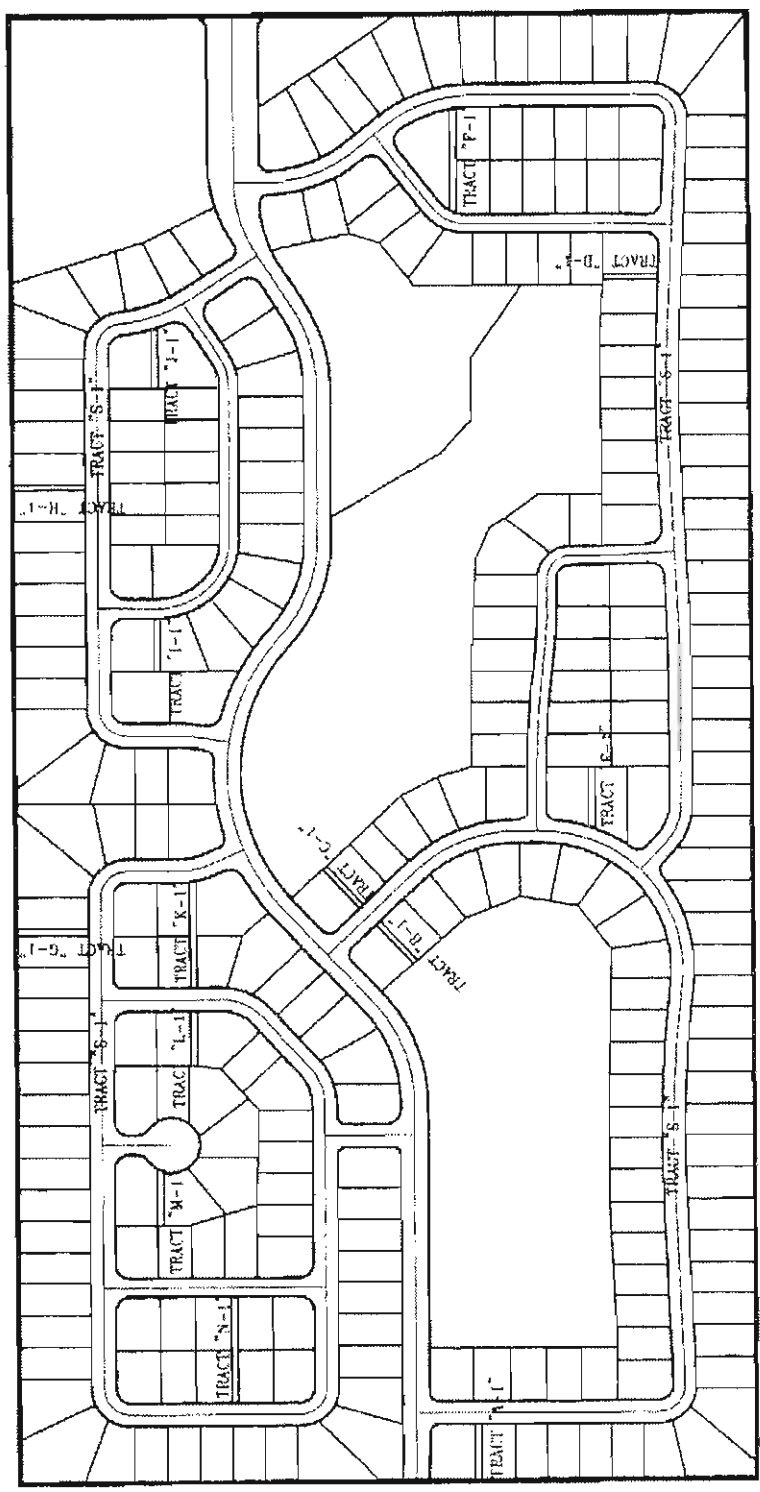 TRACT "F-1
TRACT "D-1"
TRACT "J-1"
TRACT "S-1"
TRACT "S-1
TRACT "H-1"
TRACT "I-1"
TRACT
TRACT "C-1"
TRACT "K-1"
TRACT "B-1"
TRACT "G-1"
TRACT "L-1"
TRACT "S-1"
TRACT "S-1"
TRACT "M-1"
TRACT "N-1"
TRACT "A-1"